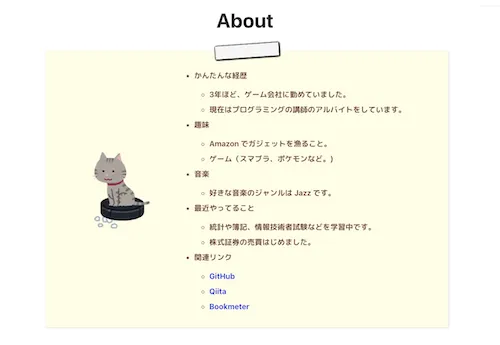 About
かんたんな経歴
3年ほど、ゲーム会社に勤めていました。
現在はプログラミングの講師のアルバイトをしています。
趣味
Amazon でガジェットを漁ること。
ゲーム（スマブラ、ポケモンなど。)
音楽
好きな音楽のジャンルは Jazz です。
最近やってること
統計や簿記、情報技術者試験などを学習中です。
株式証券の売買はじめました。
関連リンク
GitHub
Qiita
Bookmeter